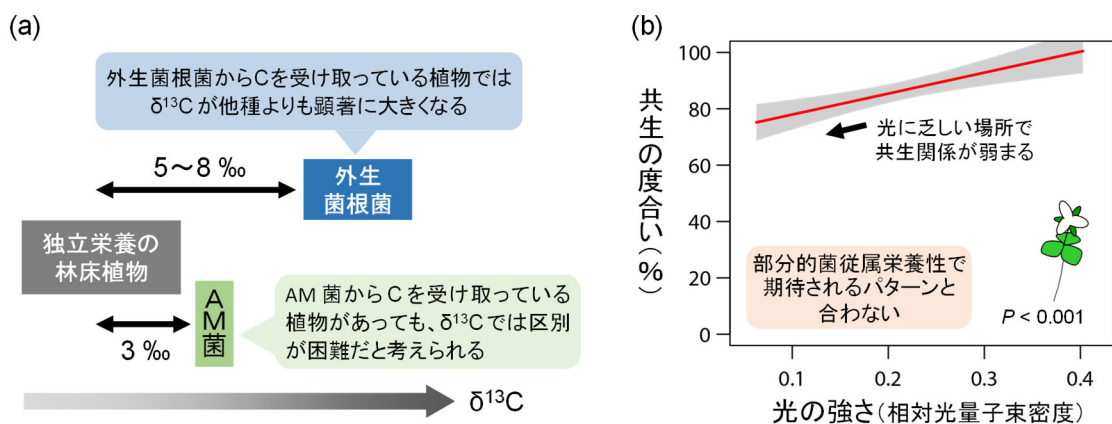 (a)
外生菌根菌からCを受け取っている植物では
δ¹³Cが他種よりも顕著に大きくなる
5～8 ‰
外生
菌根菌
独立栄養の
林床植物
AM菌
3 ‰
AM 菌からCを受け取っている
植物があっても、δ¹³Cでは区別
が困難だと考えられる
δ¹³C
(b)
共生の度合い(%)
100
80
60
40
20
0
光に乏しい場所で
共生関係が弱まる
部分的菌従属栄養性で
期待されるパターンと
合わない
P < 0.001
0.1 0.2 0.3 0.4
光の強さ(相対光量子束密度)